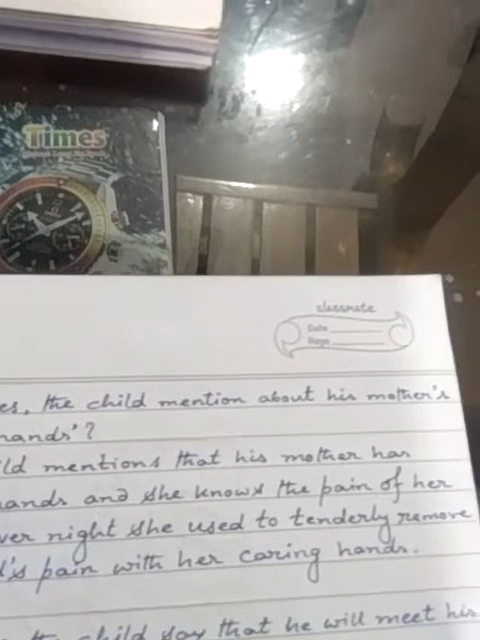 Times
classmate
Date
Page
es, the child mention about his mother's
hands'?
ld mentions that his mother has
hands and she knows the pain of her
ver night she used to tenderly remove
d's pain with her caring hands.
the child say that he will meet his